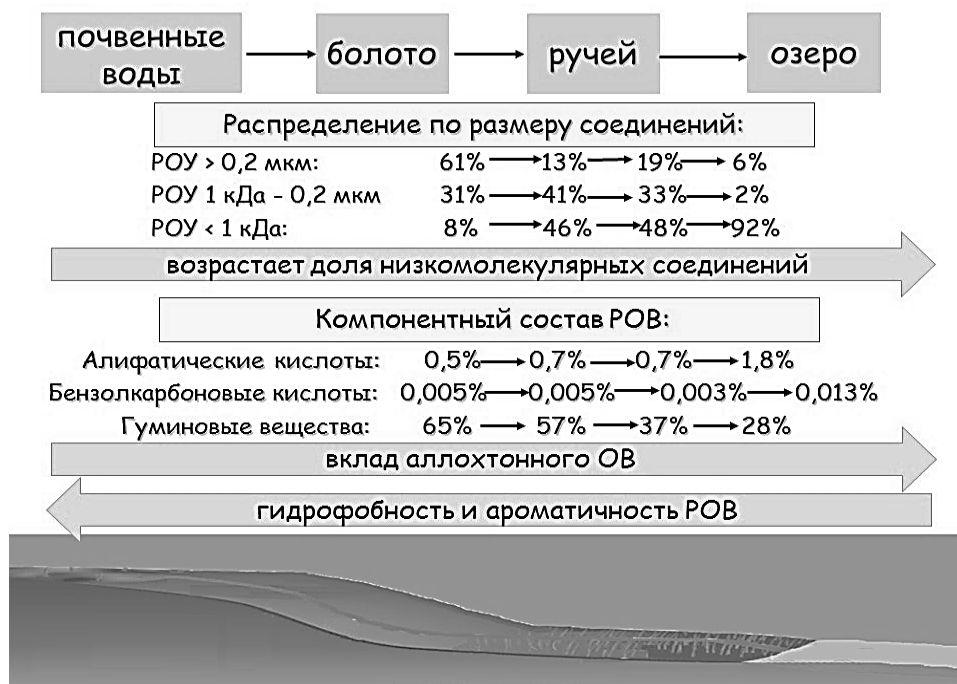 почвенные воды → болото → ручей → озеро
Распределение по размеру соединений:
РОУ > 0,2 мкм: 61% → 13% → 19% → 6%
РОУ 1 кДа – 0,2 мкм 31% → 41% → 33% → 2%
РОУ < 1 кДа: 8% → 46% → 48% → 92%
возрастает доля низкомолекулярных соединений
Компонентный состав РОВ:
Алифатические кислоты: 0,5% → 0,7% → 0,7% → 1,8%
Бензолкарбоновые кислоты: 0,005% → 0,005% → 0,003% → 0,013%
Гуминовые вещества: 65% → 57% → 37% → 28%
вклад аллохтонного ОВ
гидрофобность и ароматичность РОВ